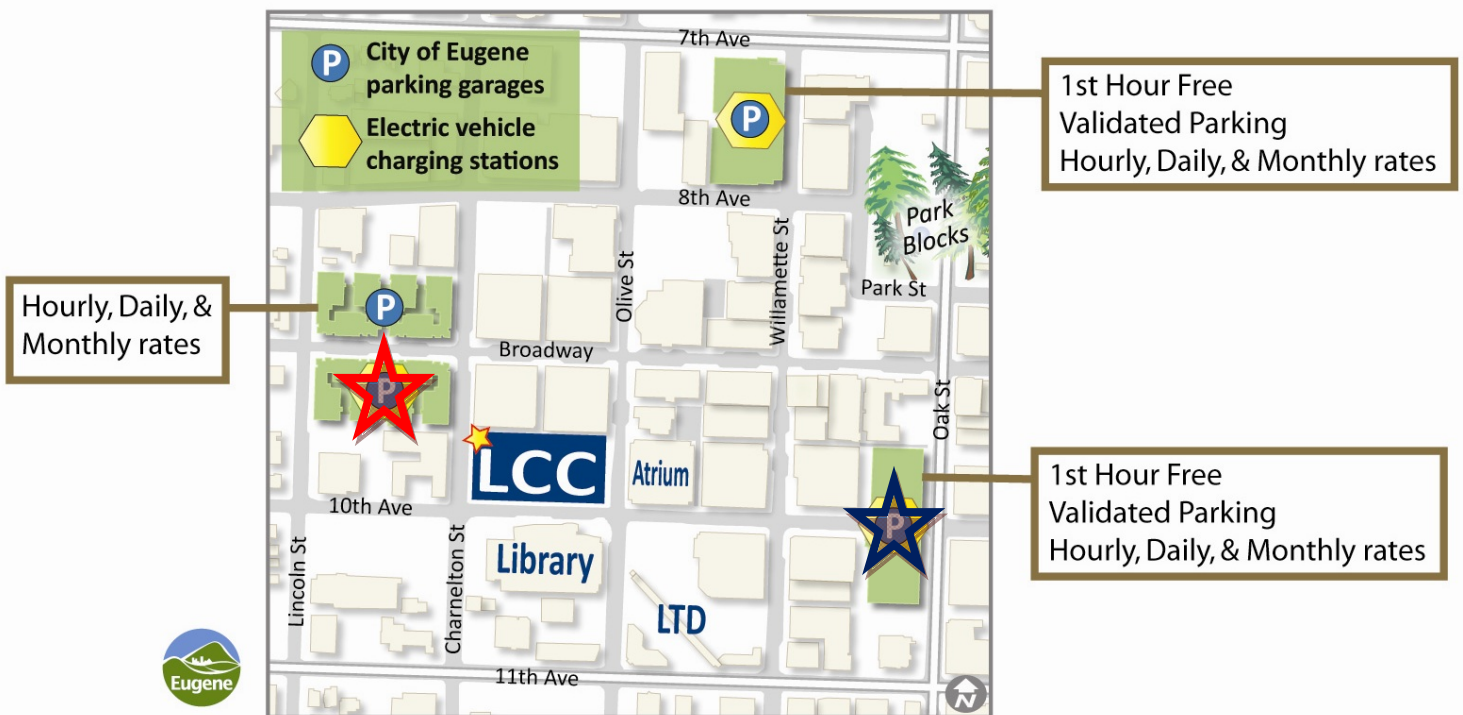 P
City of Eugene
parking garages
Electric vehicle
charging stations
7th Ave
P
1st Hour Free
Validated Parking
Hourly, Daily, & Monthly rates
8th Ave
Park
Blocks
Willamette St
Olive St
Park St
Hourly, Daily, &
Monthly rates
P
Broadway
P
Oak St
LCC
Atrium
1st Hour Free
Validated Parking
Hourly, Daily, & Monthly rates
10th Ave
P
Lincoln St
Charnelton St
Library
LTD
11th Ave
Eugene
N